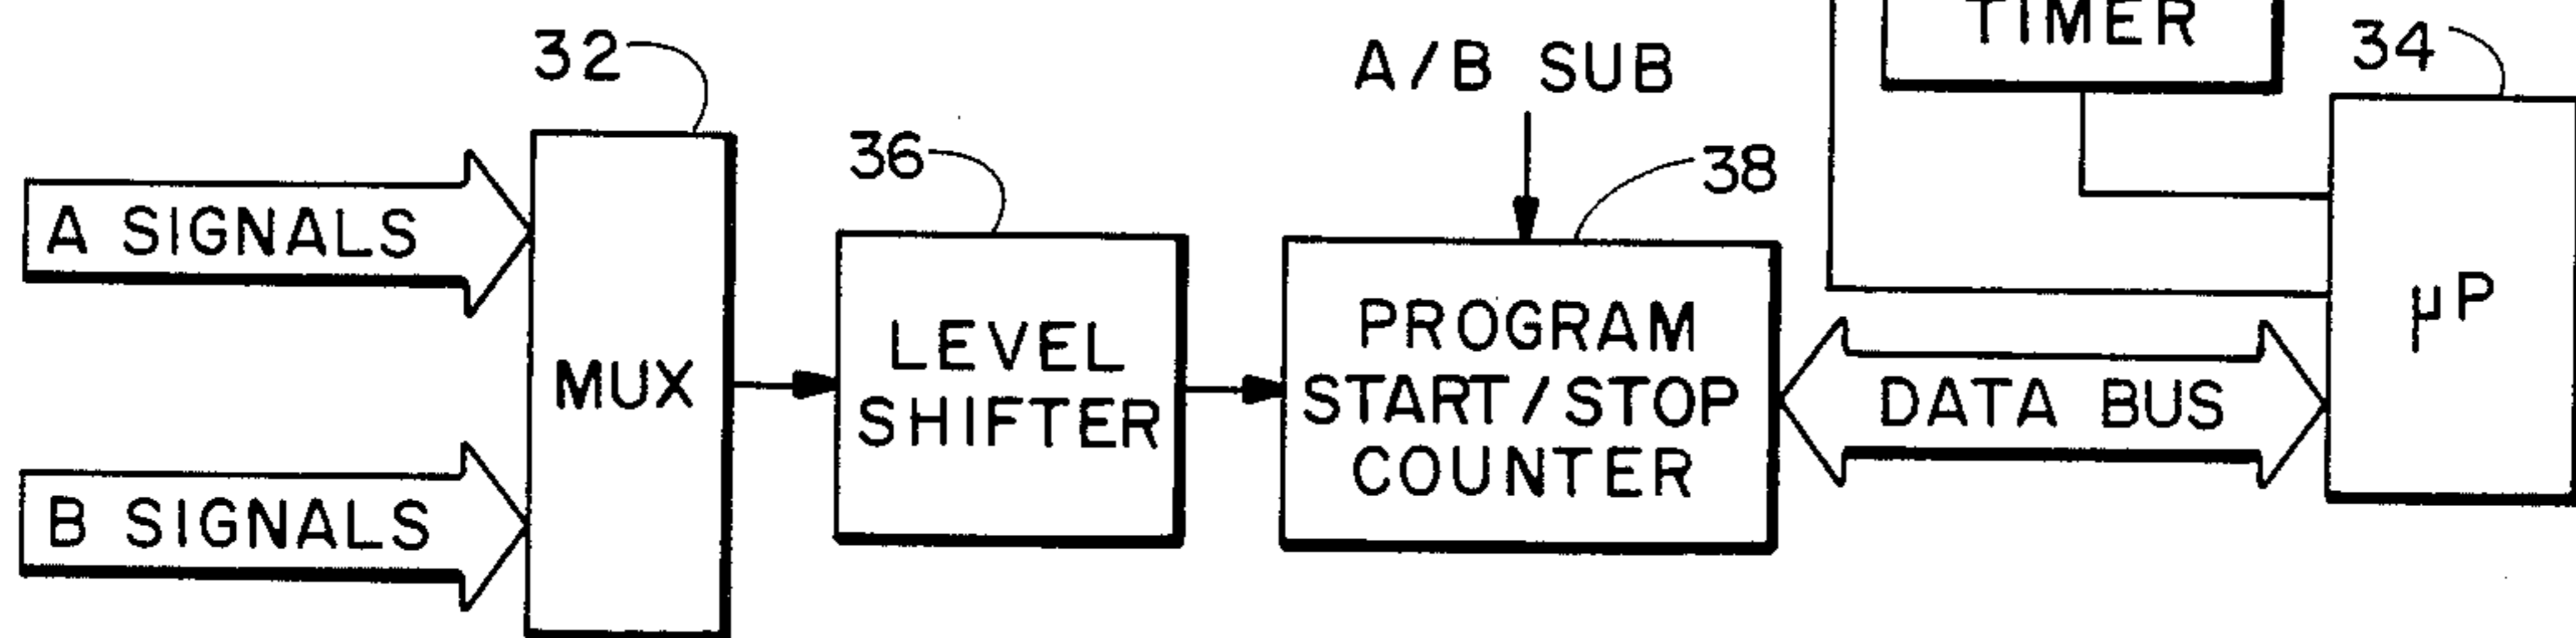 TIMER
32
34
A/B SUB
36
38
A SIGNALS
LEVEL
SHIFTER
PROGRAM
START/STOP
COUNTER
µP
MUX
DATA BUS
B SIGNALS